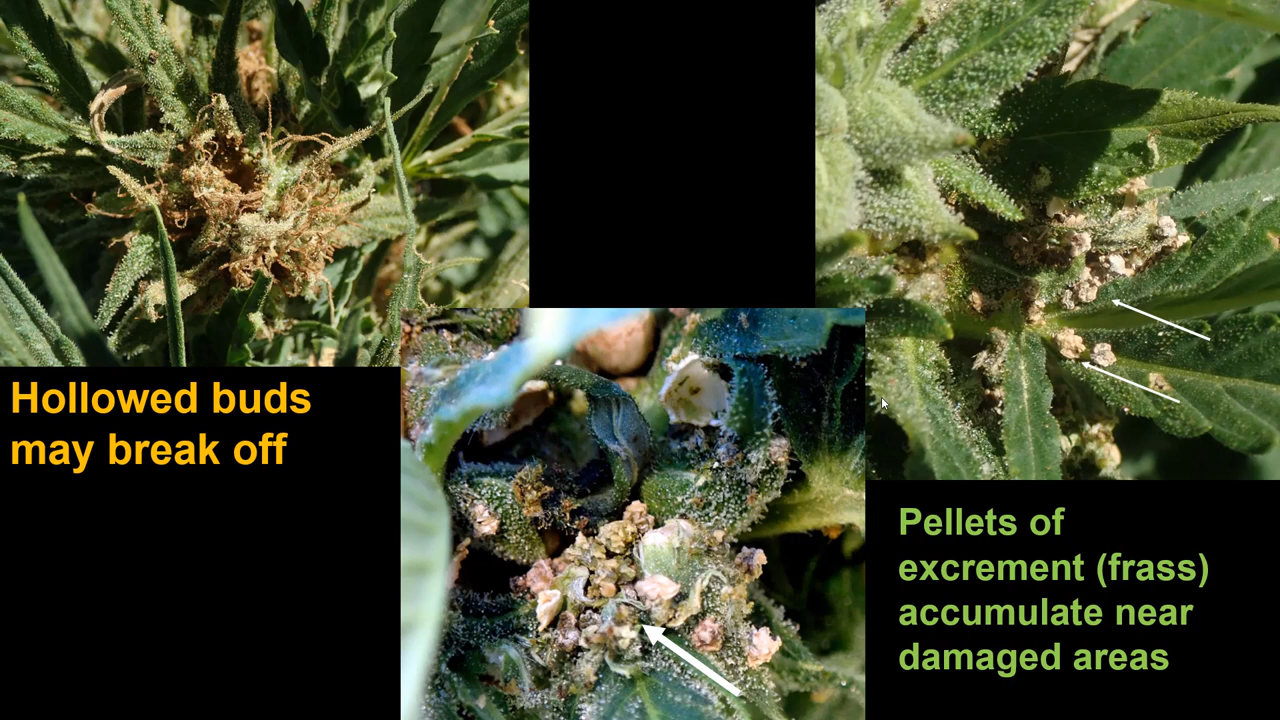 Hollowed buds
may break off
Pellets of
excrement (frass)
accumulate near
damaged areas